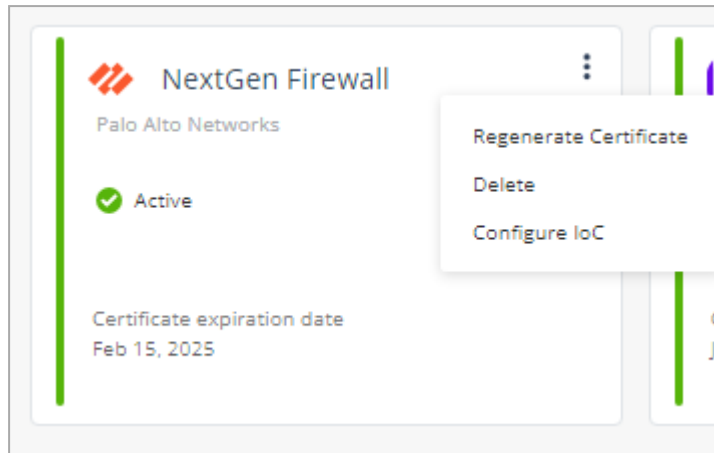 NextGen Firewall
Palo Alto Networks
Active
Regenerate Certificate
Delete
Configure IoC
Certificate expiration date
Feb 15, 2025